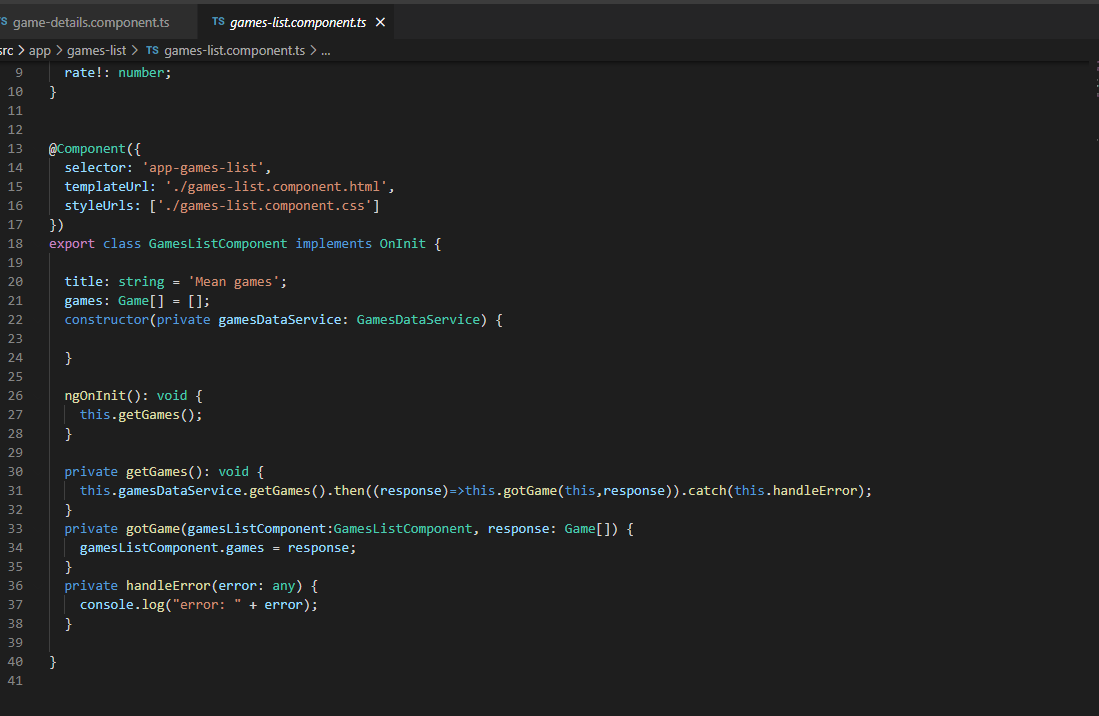 TS game-details.component.ts
TS games-list.component.ts ×
src > app > games-list > TS games-list.component.ts > ...
9 rate!: number;
10 }
11
12
13 @Component({
14 selector: 'app-games-list',
15 templateUrl: './games-list.component.html',
16 styleUrls: ['./games-list.component.css']
17 })
18 export class GamesListComponent implements OnInit {
19
20 title: string = 'Mean games';
21 games: Game[] = [];
22 constructor(private gamesDataService: GamesDataService) {
23
24 }
25
26 ngOnInit(): void {
27 this.getGames();
28 }
29
30 private getGames(): void {
31 this.gamesDataService.getGames().then((response)=>this.gotGame(this,response)).catch(this.handleError);
32 }
33 private gotGame(gamesListComponent:GamesListComponent, response: Game[]) {
34 gamesListComponent.games = response;
35 }
36 private handleError(error: any) {
37 console.log("error: " + error);
38 }
39
40 }
41